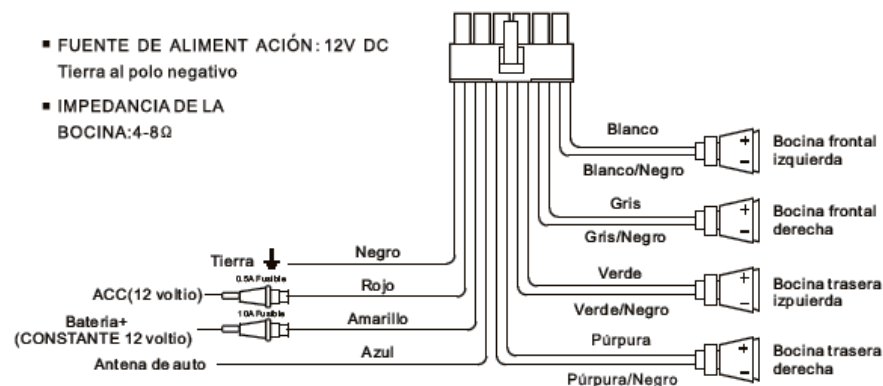 ▪ FUENTE DE ALIMENT ACIÓN: 12V DC
Tierra al polo negativo
▪ IMPEDANCIA DE LA
BOCINA:4-8Ω
Blanco
Blanco/Negro
Bocina frontal
izquierda
Gris
Gris/Negro
Bocina frontal
derecha
Verde
Verde/Negro
Bocina trasera
izpuierda
Púrpura
Púrpura/Negro
Bocina trasera
derecha
Tierra
Negro
0.5A Fusible
ACC(12 voltio)
Rojo
10A Fusible
Bateria+
(CONSTANTE 12 voltio)
Amarillo
Antena de auto
Azul
+
−
+
−
+
−
+
−